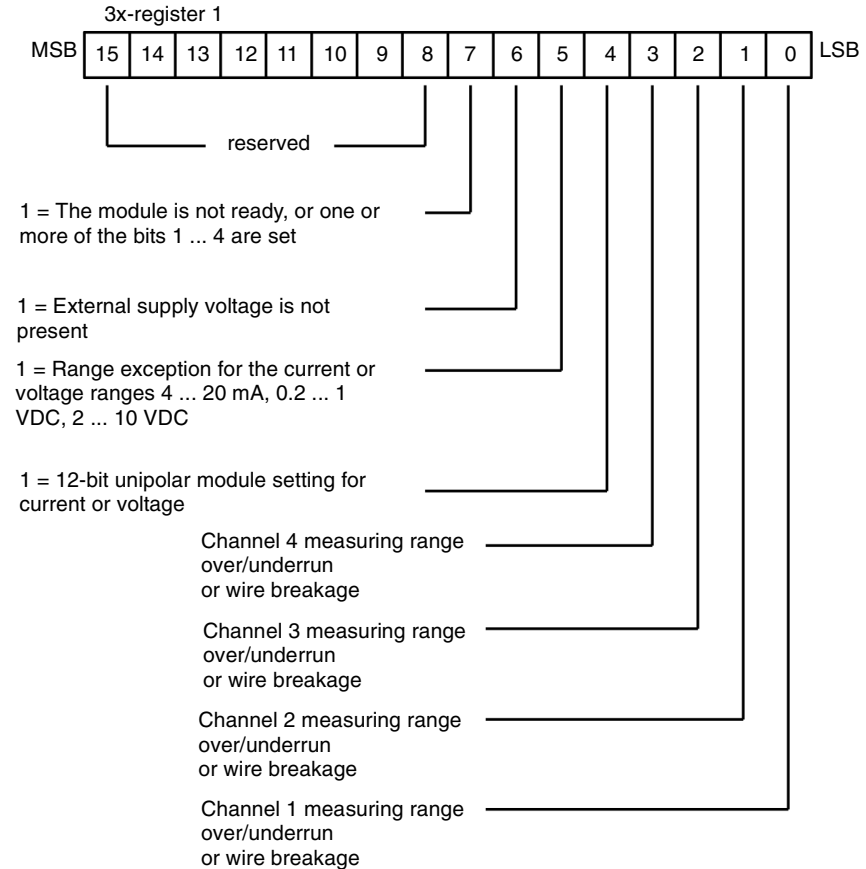 3x-register 1
MSB 15 14 13 12 11 10 9 8 7 6 5 4 3 2 1 0 LSB
reserved
1 = The module is not ready, or one or
more of the bits 1 ... 4 are set
1 = External supply voltage is not
present
1 = Range exception for the current or
voltage ranges 4 ... 20 mA, 0.2 ... 1
VDC, 2 ... 10 VDC
1 = 12-bit unipolar module setting for
current or voltage
Channel 4 measuring range
over/underrun
or wire breakage
Channel 3 measuring range
over/underrun
or wire breakage
Channel 2 measuring range
over/underrun
or wire breakage
Channel 1 measuring range
over/underrun
or wire breakage